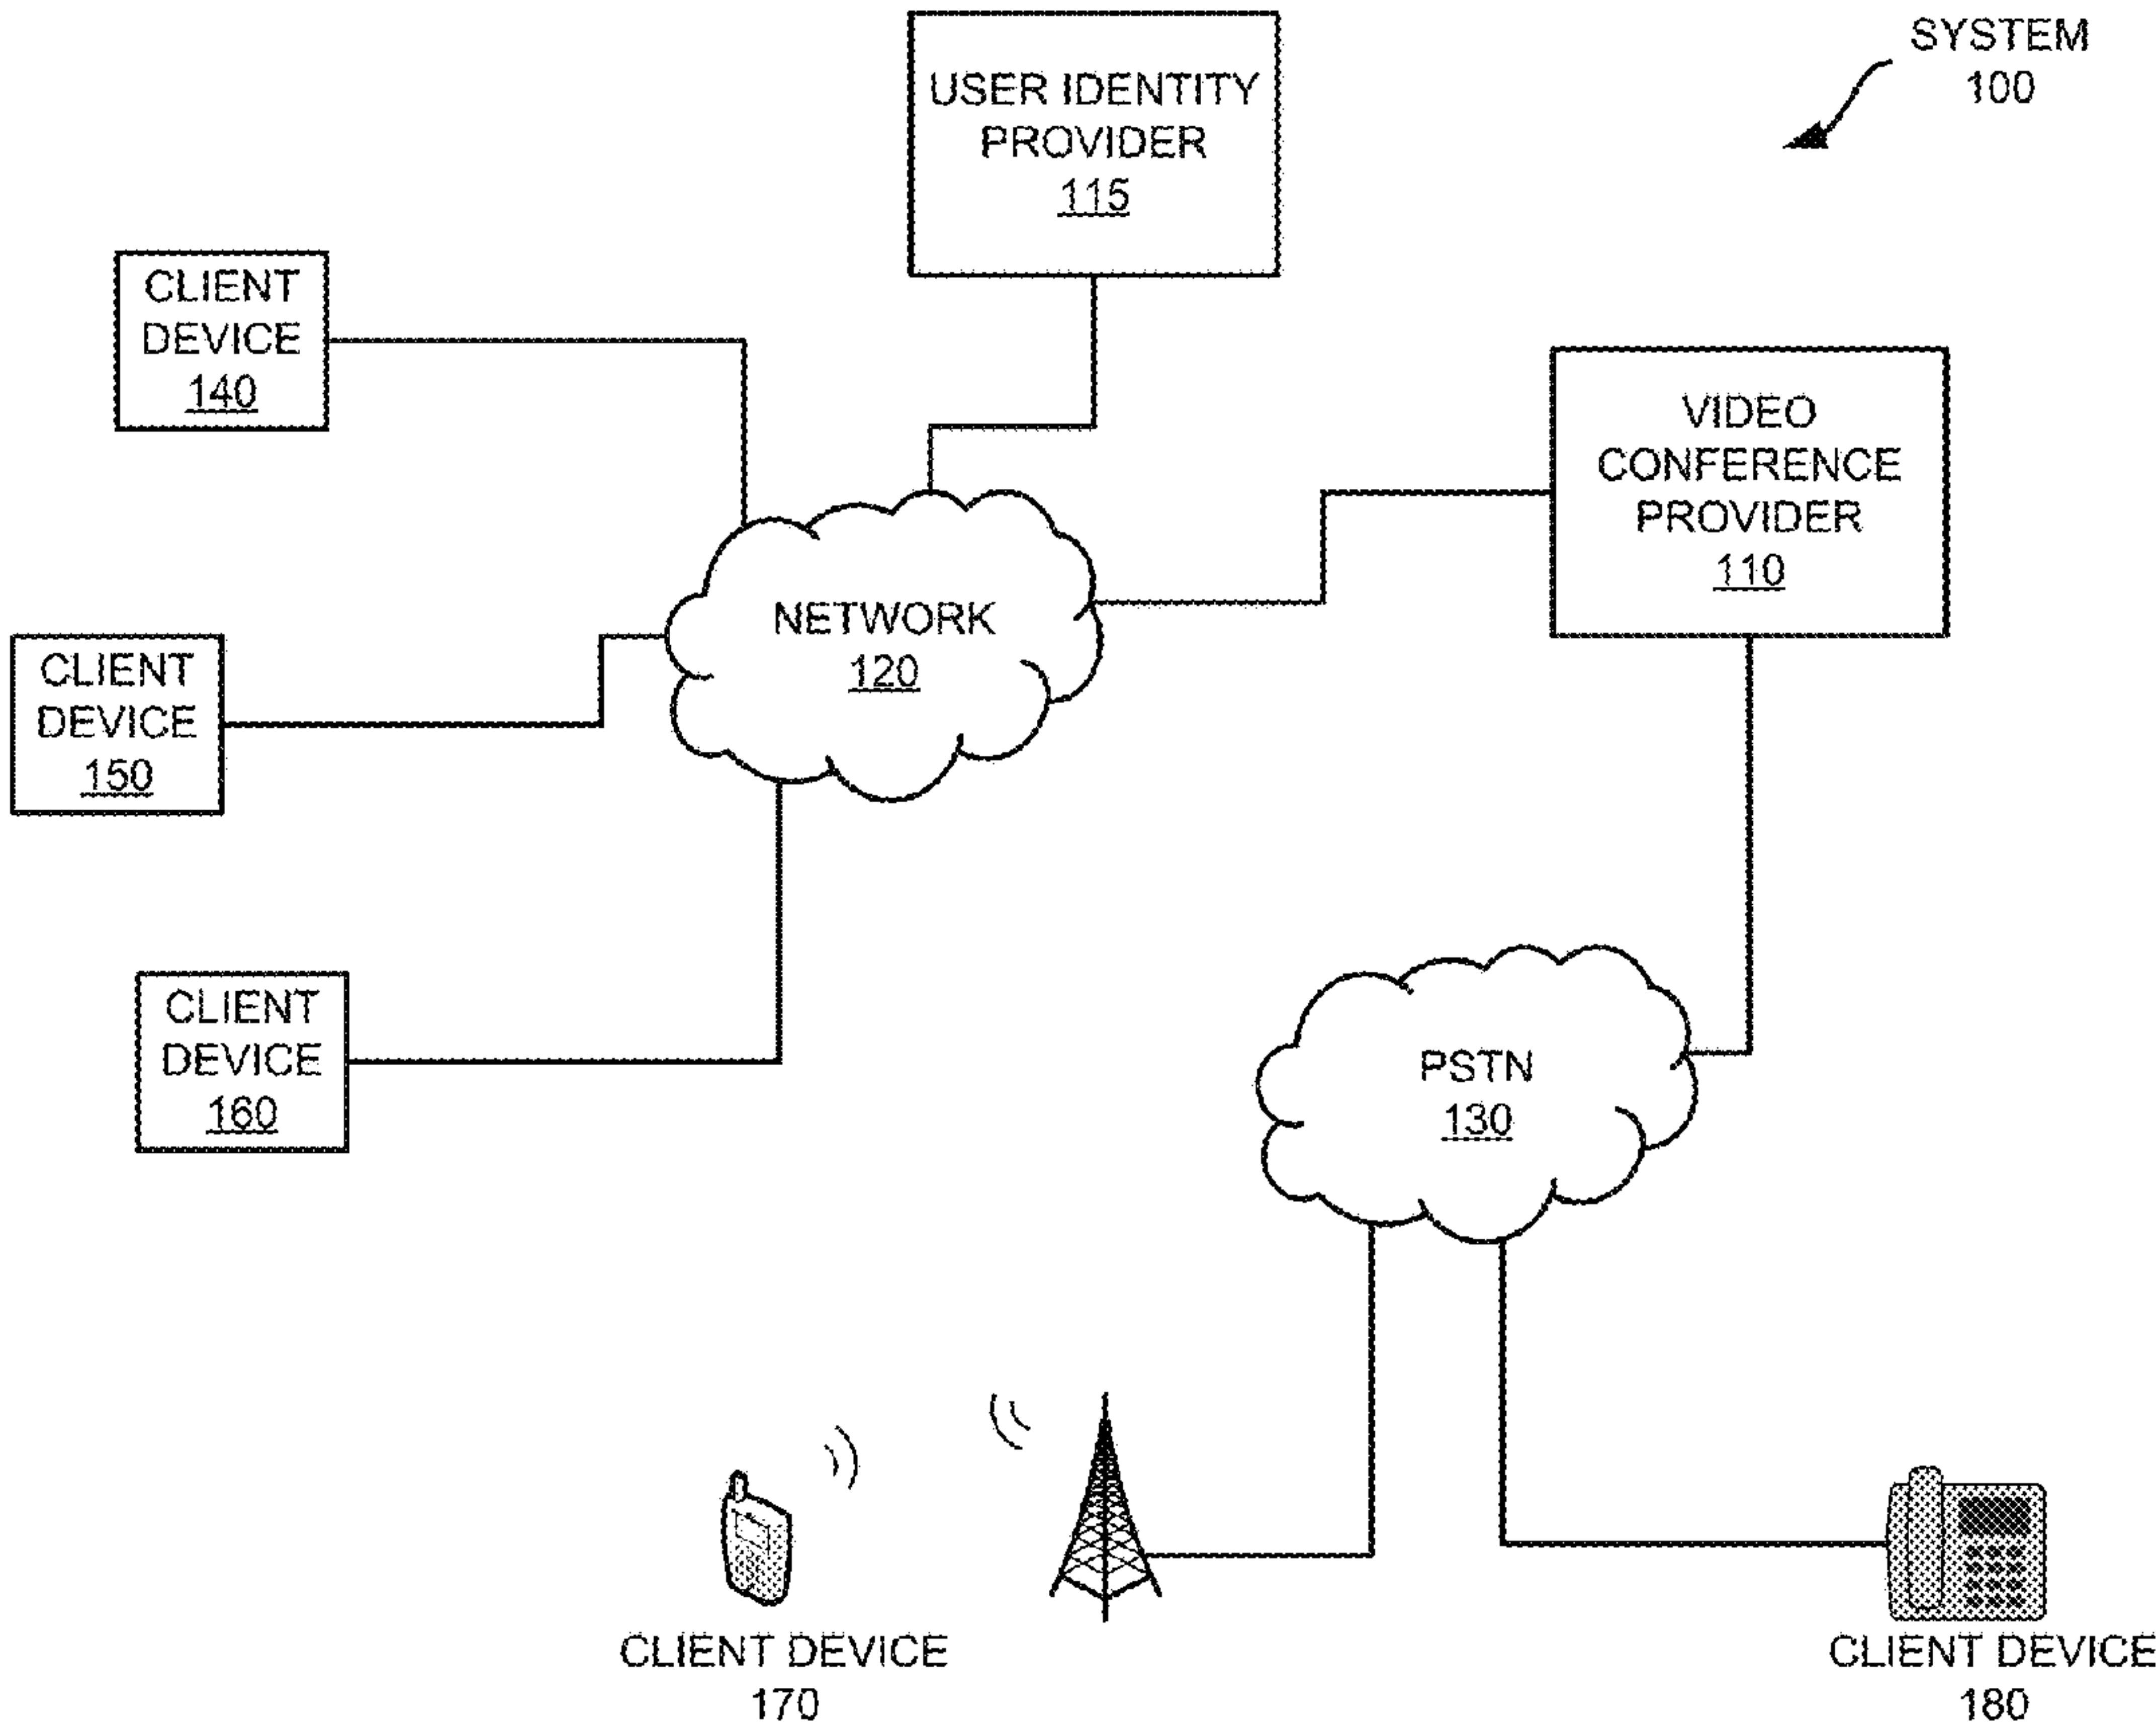 SYSTEM
100
USER IDENTITY
PROVIDER
115
CLIENT
DEVICE
140
VIDEO
CONFERENCE
PROVIDER
110
NETWORK
120
CLIENT
DEVICE
150
CLIENT
DEVICE
160
PSTN
130
CLIENT DEVICE
170
CLIENT DEVICE
180